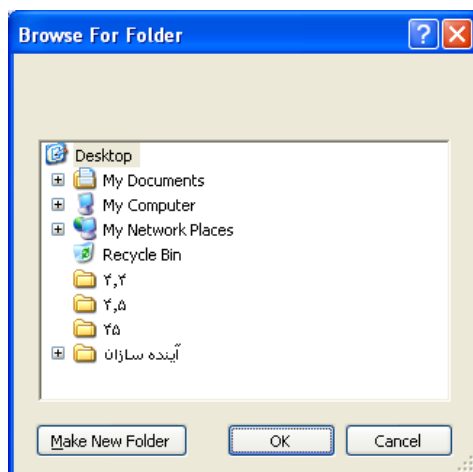 Browse For Folder
Desktop
My Documents
My Computer
My Network Places
Recycle Bin
۲,۴
۲,۵
۲۵
آینده سازان
Make New Folder
OK
Cancel